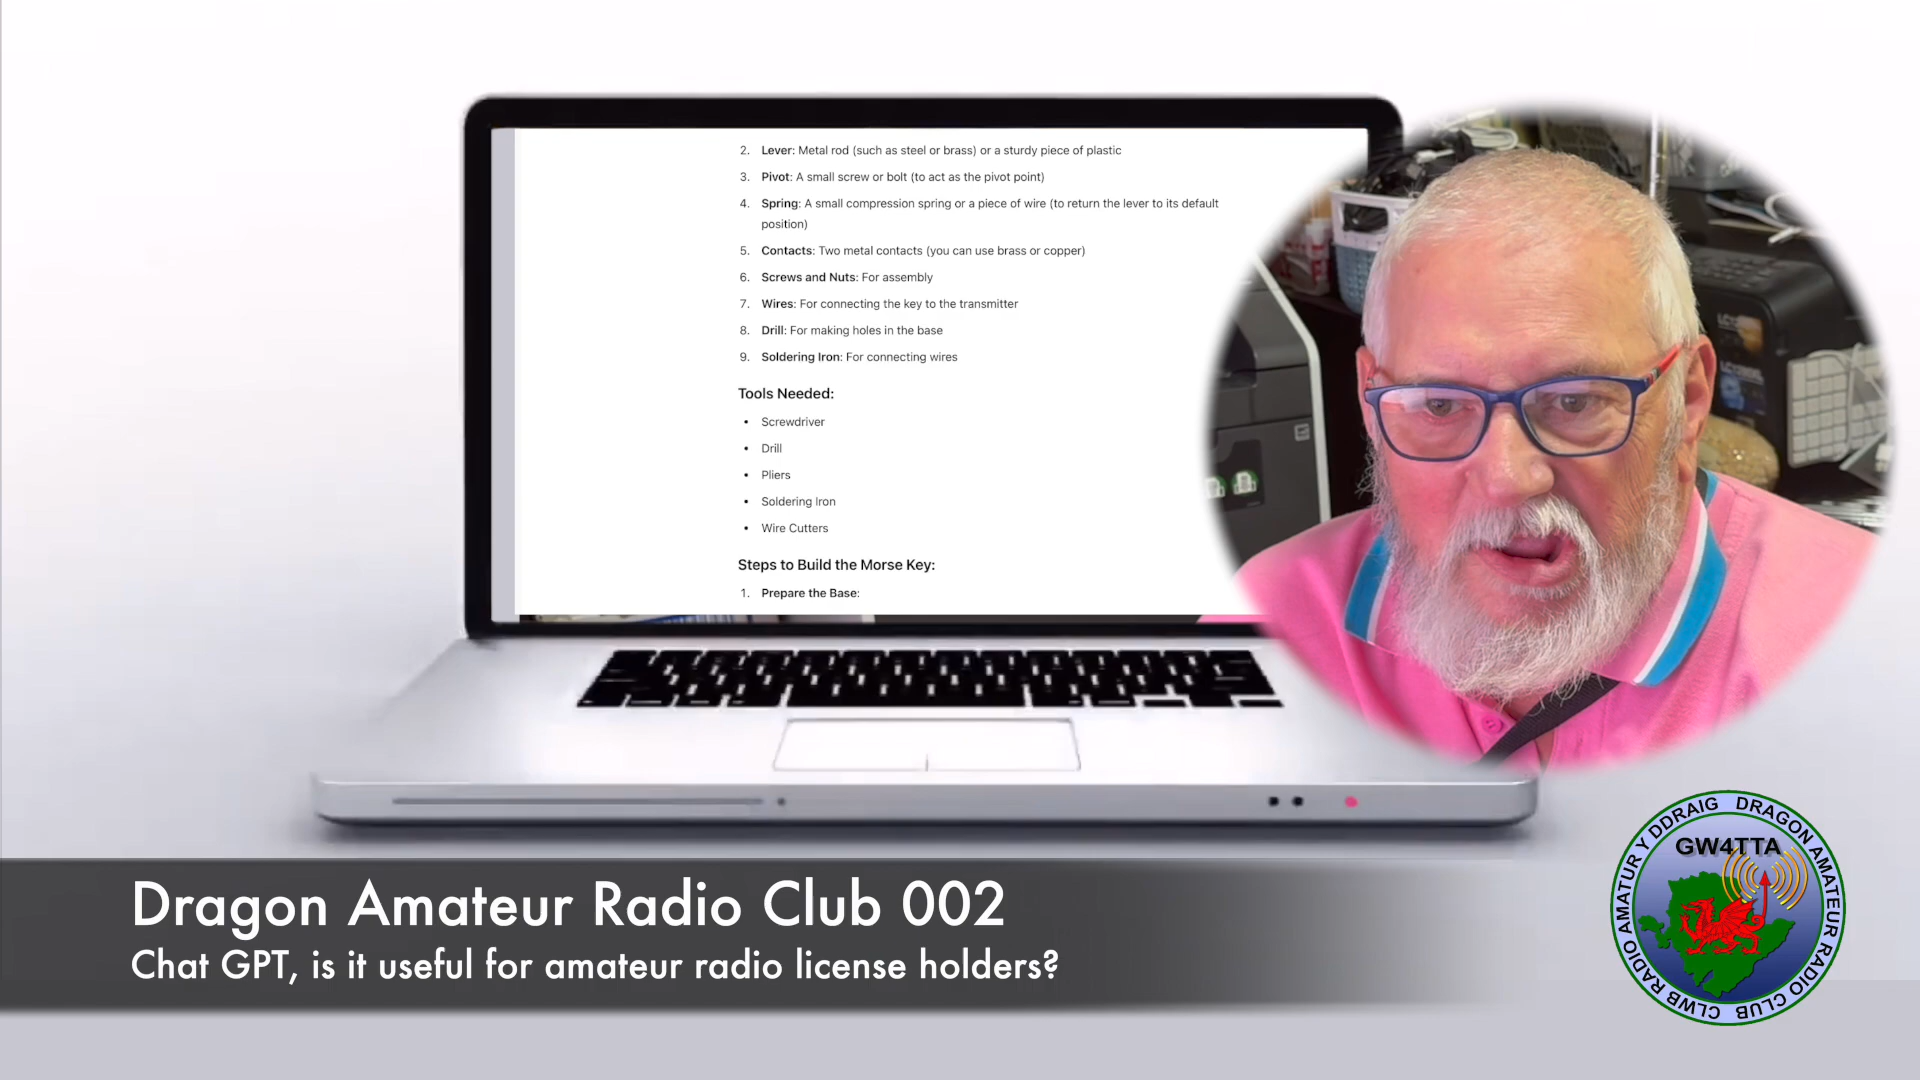 2. Lever: Metal rod (such as steel or brass) or a sturdy piece of plastic
3. Pivot: A small screw or bolt (to act as the pivot point)
4. Spring: A small compression spring or a piece of wire (to return the lever to its default
position)
5. Contacts: Two metal contacts (you can use brass or copper)
6. Screws and Nuts: For assembly
7. Wires: For connecting the key to the transmitter
8. Drill: For making holes in the base
9. Soldering Iron: For connecting wires
Tools Needed:
• Screwdriver
• Drill
• Pliers
• Soldering Iron
• Wire Cutters
Steps to Build the Morse Key:
1. Prepare the Base:
Dragon Amateur Radio Club 002
Chat GPT, is it useful for amateur radio license holders?
CLWB RADIO AMATUR Y DDRAIG
DRAGON AMATEUR RADIO CLUB
GW4TTA